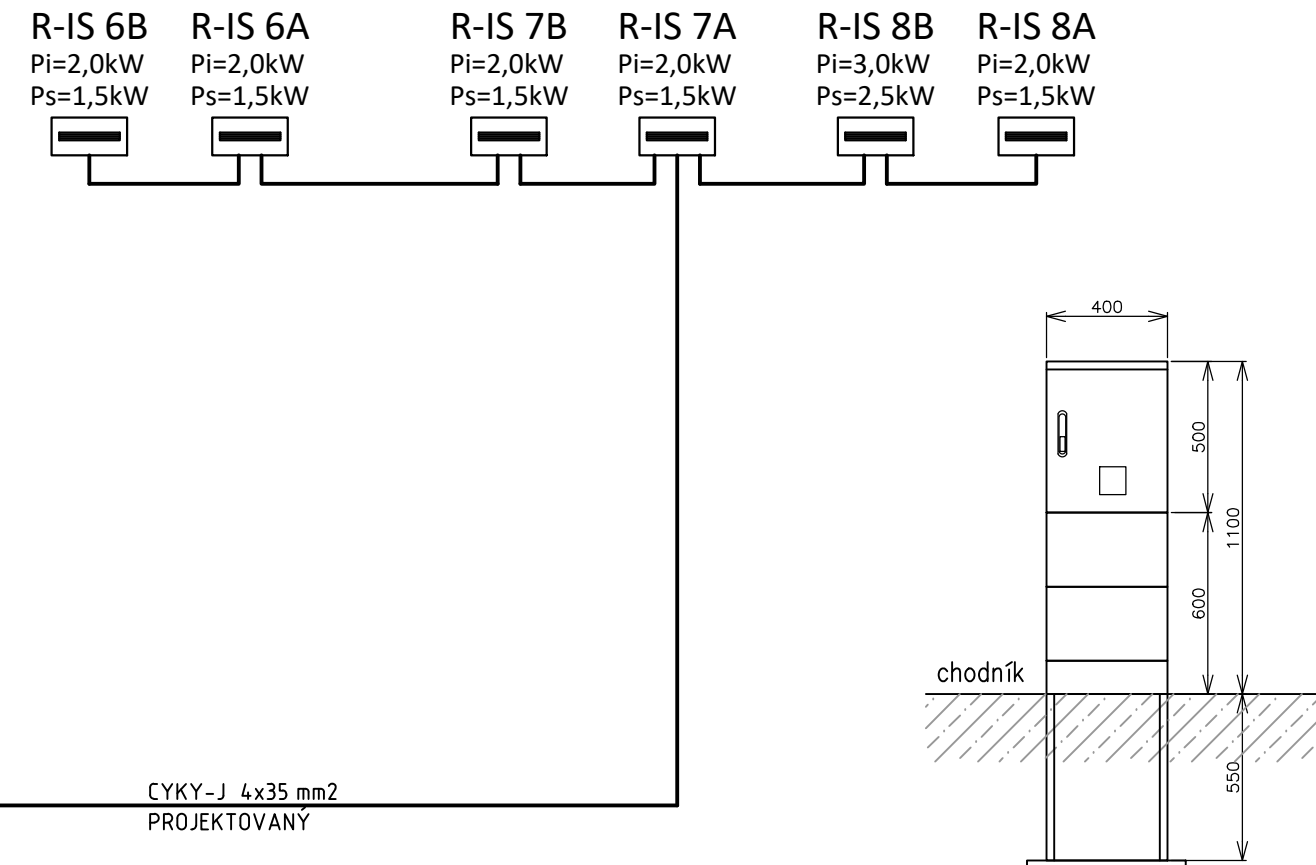 R-IS 6B
Pi=2,0kW
Ps=1,5kW
R-IS 6A
Pi=2,0kW
Ps=1,5kW
R-IS 7B
Pi=2,0kW
Ps=1,5kW
R-IS 7A
Pi=2,0kW
Ps=1,5kW
R-IS 8B
Pi=3,0kW
Ps=2,5kW
R-IS 8A
Pi=2,0kW
Ps=1,5kW
400
500
1100
600
chodník
550
CYKY-J 4x35 mm2
PROJEKTOVANÝ